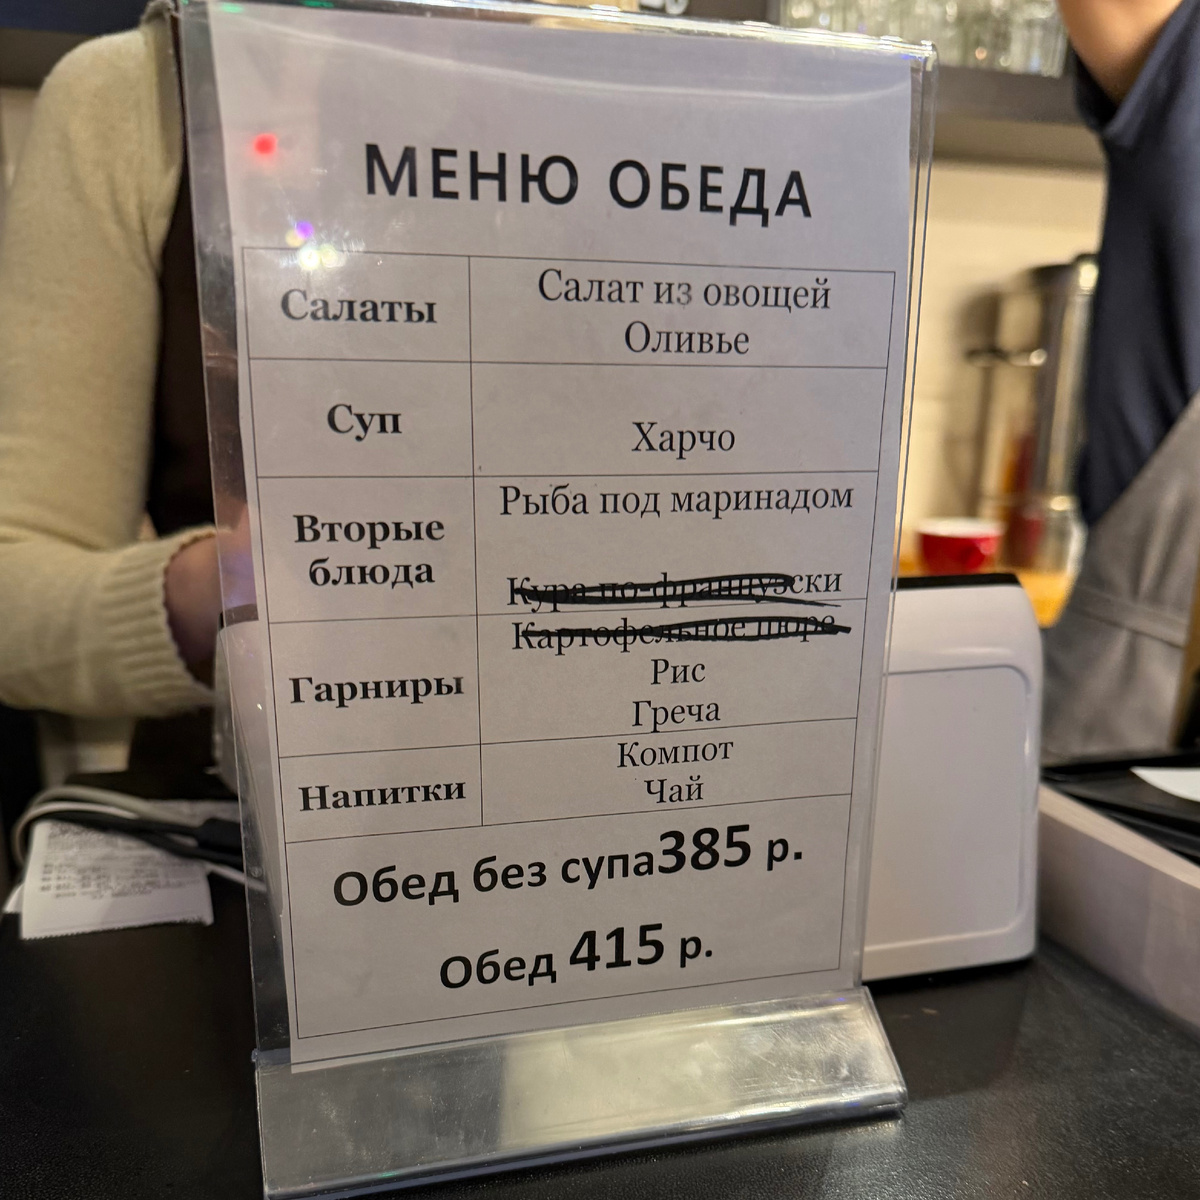 МЕНЮ ОБЕДА
Салаты
Салат из овощей
Оливье
Суп
Харчо
Вторые
блюда
Рыба под маринадом
Кура по-французски
Гарниры
Картофельное пюре
Рис
Греча
Напитки
Компот
Чай
Обед без супа385 р.
Обед 415 р.